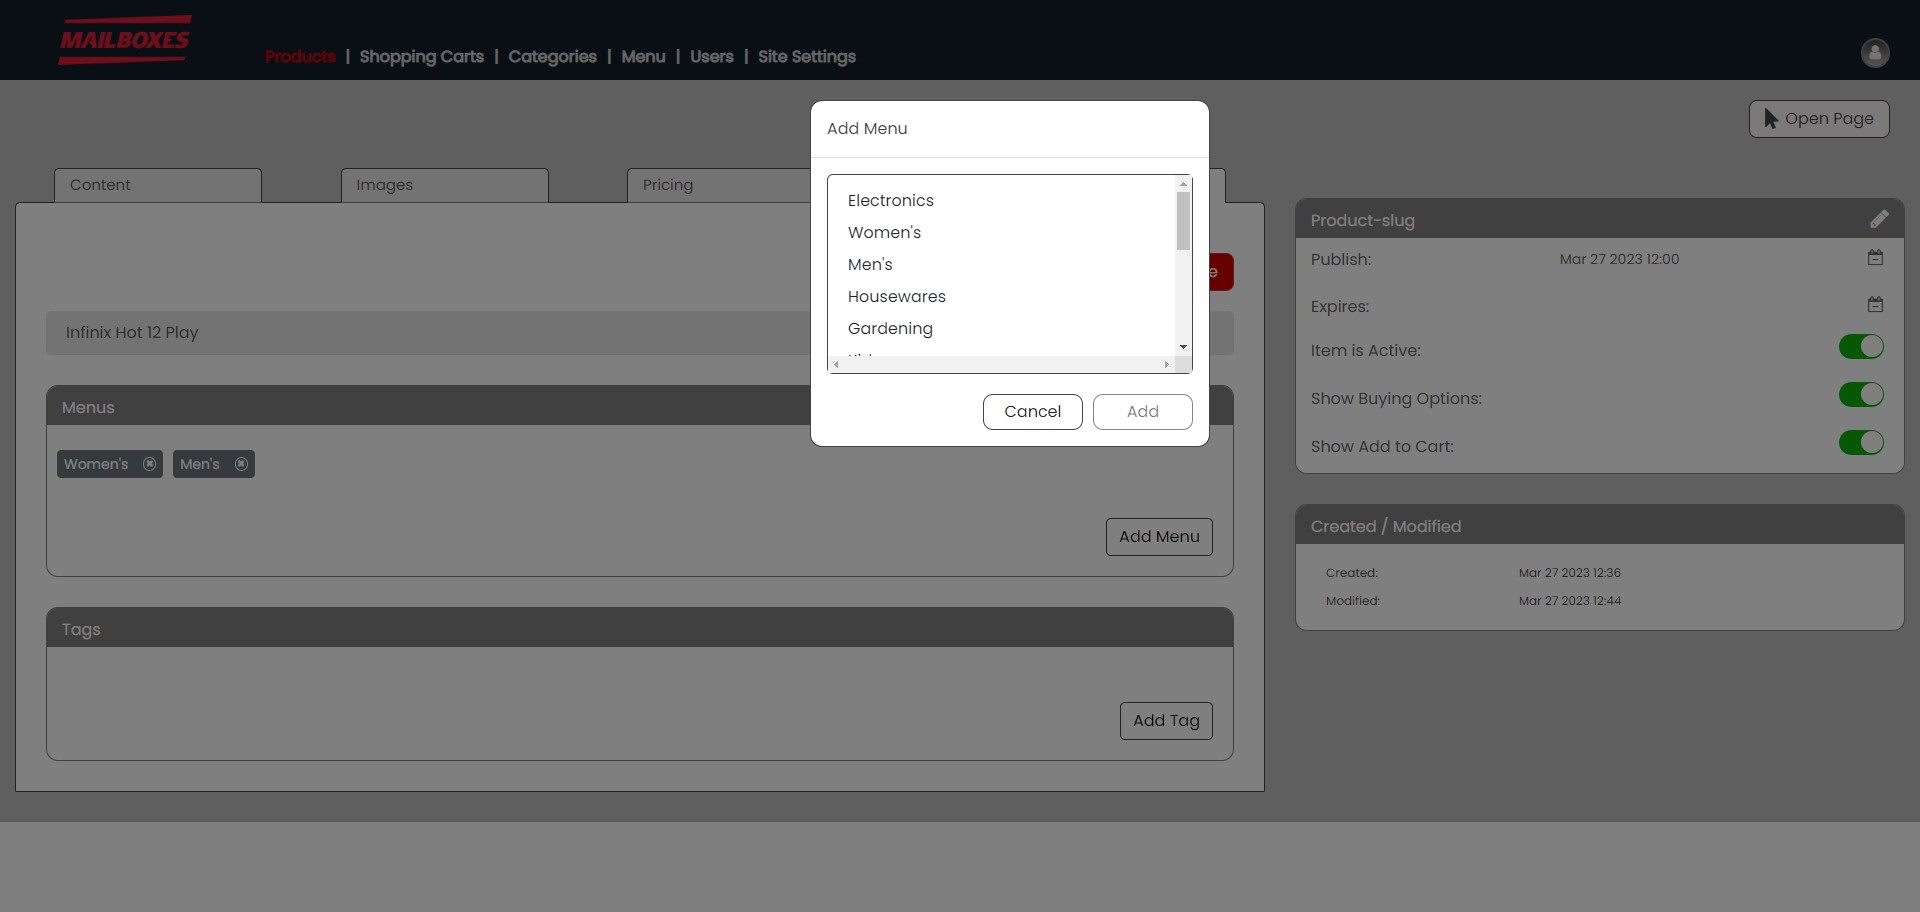 MAILBOXES
Products | Shopping Carts | Categories | Menu | Users | Site Settings
Open Page
Content
Images
Pricing
Add Menu
Electronics
Women's
Men's
Housewares
Gardening
Cancel
Add
Infinix Hot 12 Play
Menus
Women's
Men's
Add Menu
Tags
Add Tag
Product-slug
Publish: Mar 27 2023 12:00
Expires:
Item is Active:
Show Buying Options:
Show Add to Cart:
Created / Modified
Created: Mar 27 2023 12:36
Modified: Mar 27 2023 12:44